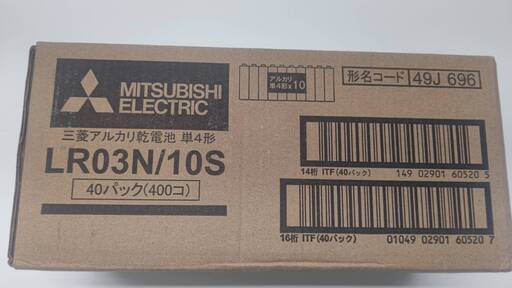 MITSUBISHI
ELECTRIC
アルカリ
単4形×10
形名コード 49J 696
三菱アルカリ乾電池 単4形
LR03N/10S
40パック(400コ)
14桁 ITF(40パック) 149 02901 60520 5
16桁 ITF(40パック) 01049 02901 60520 7